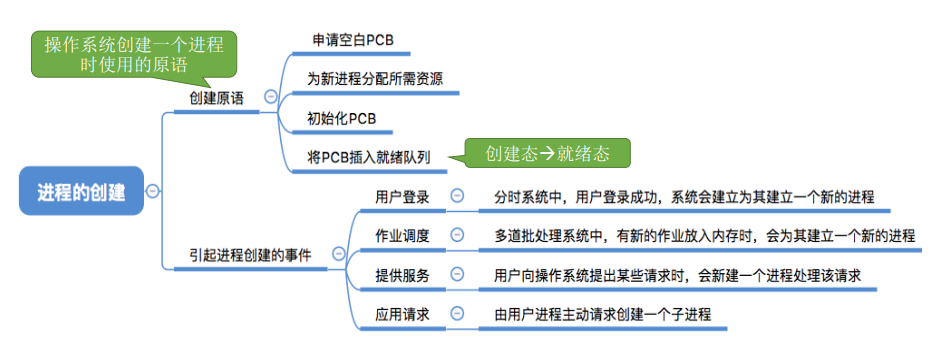 操作系统创建一个进程
时使用的原语
创建原语
申请空白PCB
为新进程分配所需资源
初始化PCB
将PCB插入就绪队列
创建态→就绪态
进程的创建
引起进程创建的事件
用户登录
分时系统中，用户登录成功，系统会建立为其建立一个新的进程
作业调度
多道批处理系统中，有新的作业放入内存时，会为其建立一个新的进程
提供服务
用户向操作系统提出某些请求时，会新建一个进程处理该请求
应用请求
由用户进程主动请求创建一个子进程